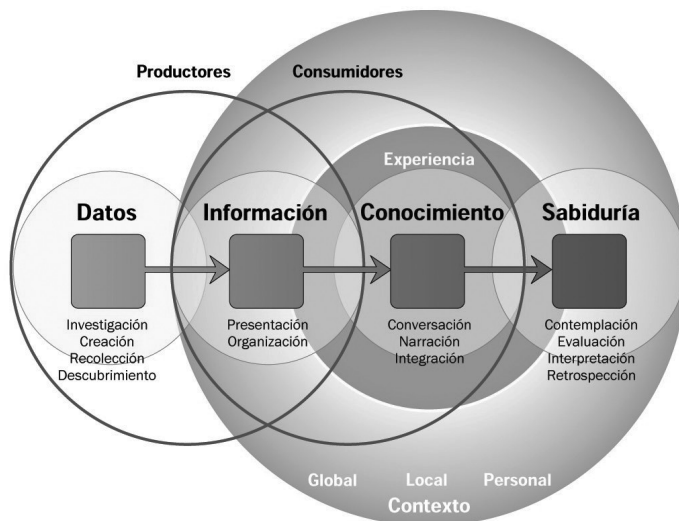 Productores
Consumidores
Experiencia
Datos
Información
Conocimiento
Sabiduría
Investigación
Creación
Recolección
Descubrimiento
Presentación
Organización
Conversación
Narración
Integración
Contemplación
Evaluación
Interpretación
Retrospección
Global
Local
Personal
Contexto